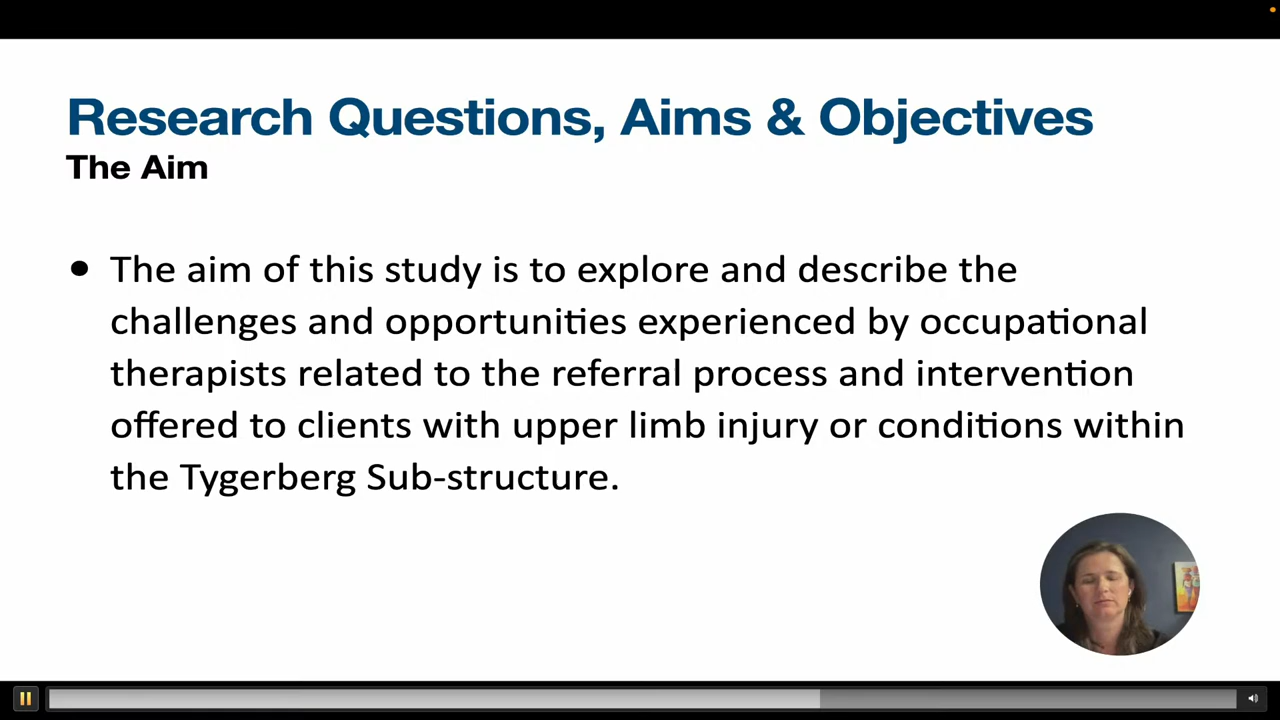 Research Questions, Aims & Objectives
The Aim
• The aim of this study is to explore and describe the
challenges and opportunities experienced by occupational
therapists related to the referral process and intervention
offered to clients with upper limb injury or conditions within
the Tygerberg Sub-structure.